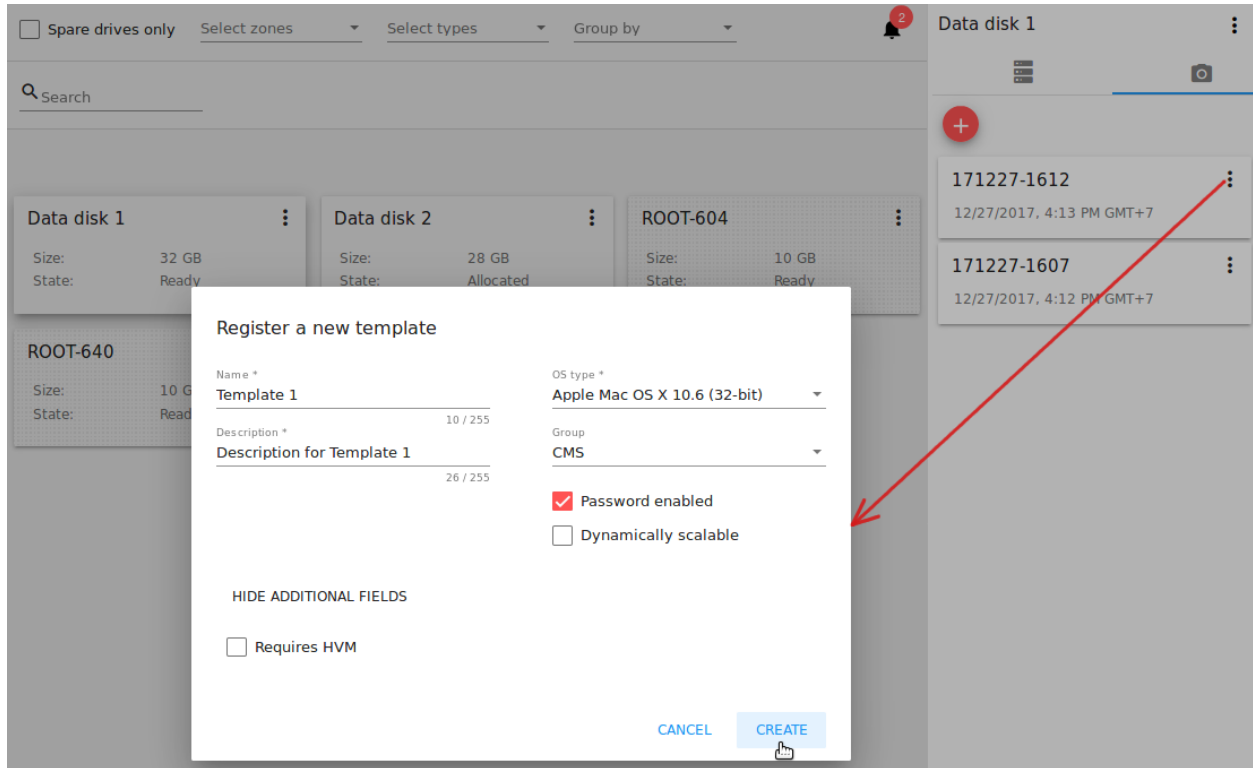 Spare drives only
Select zones
Select types
Group by
2
Search
Data disk 1
Size: 32 GB
State: Ready
Data disk 2
Size: 28 GB
State: Allocated
ROOT-604
Size: 10 GB
State: Ready
ROOT-640
Size: 10 G
State: Read
Register a new template
Name *
Template 1
10 / 255
Description *
Description for Template 1
26 / 255
OS type *
Apple Mac OS X 10.6 (32-bit)
Group
CMS
Password enabled
Dynamically scalable
HIDE ADDITIONAL FIELDS
Requires HVM
CANCEL
CREATE
Data disk 1
171227-1612
12/27/2017, 4:13 PM GMT+7
171227-1607
12/27/2017, 4:12 PM GMT+7